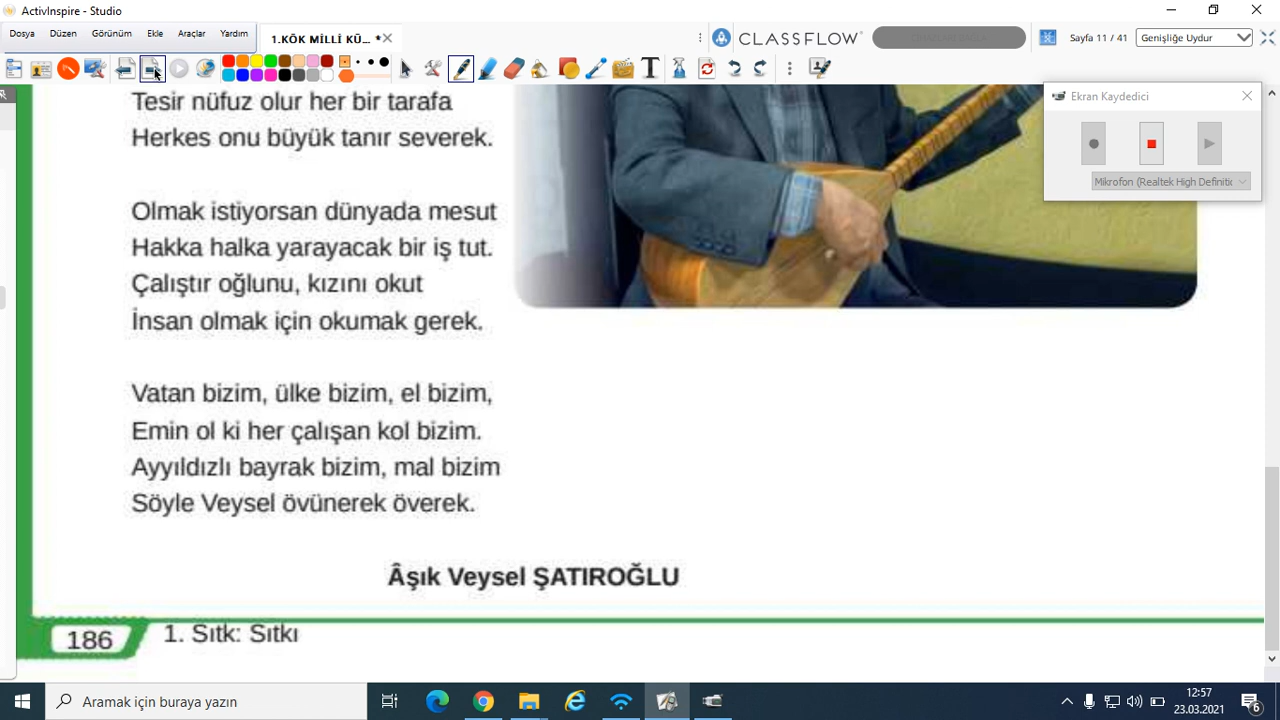 ActivInspire - Studio
Dosya Düzen Görünüm Ekle Araçlar Yardım
1.KÖK MİLLİ KÜ... *
CLASSFLOW
Sayfa 11 / 41
Genişliğe Uydur
Ekran Kaydedici
Mikrofon (Realtek High Definitic
Tesir nüfuz olur her bir tarafa
Herkes onu büyük tanır severek.
Olmak istiyorsan dünyada mesut
Hakka halka yarayacak bir iş tut.
Çalıştır oğlunu, kızını okut
İnsan olmak için okumak gerek.
Vatan bizim, ülke bizim, el bizim,
Emin ol ki her çalışan kol bizim.
Ayyıldızlı bayrak bizim, mal bizim
Söyle Veysel övünerek överek.
Âşık Veysel ŞATIROĞLU
186
1. Sıtk: Sıtkı
Aramak için buraya yazın
12:57
23.03.2021
6